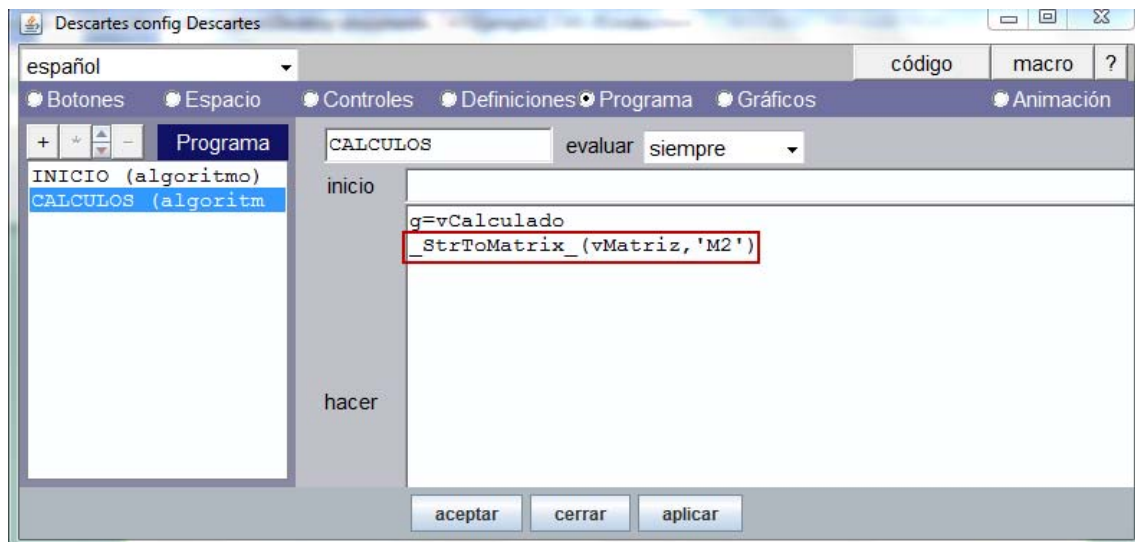 Descartes config Descartes
español
código macro ?
Botones Espacio Controles Definiciones Programa Gráficos Animación
+ * - Programa
CALCULOS evaluar siempre
INICIO (algoritmo)
CALCULOS (algoritm
inicio
g=vCalculado
_StrToMatrix_(vMatriz,'M2')
hacer
aceptar cerrar aplicar